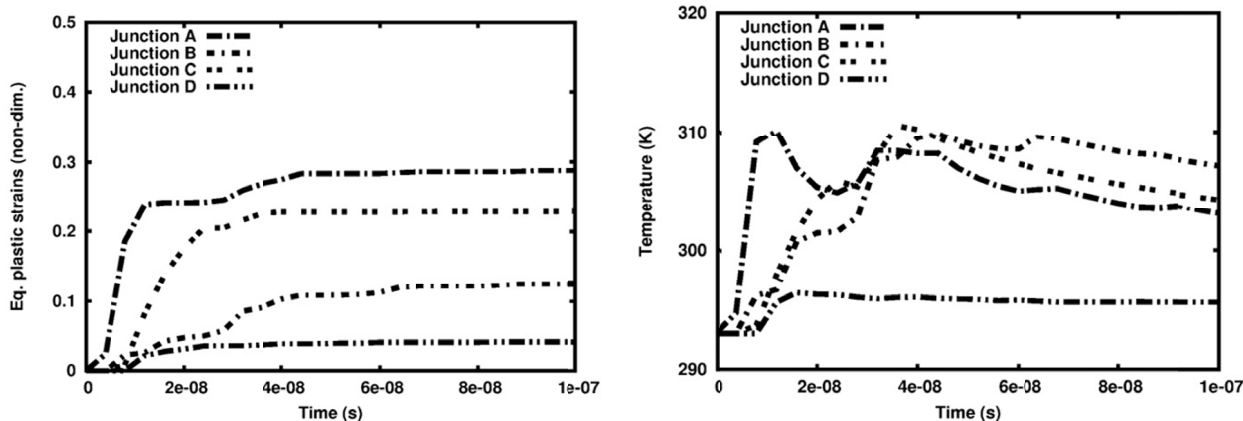 0.5
0.4
0.3
0.2
0.1
0
Eq. plastic strains (non-dim.)
Junction A
Junction B
Junction C
Junction D
0 2e-08 4e-08 6e-08 8e-08 1e-07
Time (s)
320
310
300
290
Temperature (K)
Junction A
Junction B
Junction C
Junction D
0 2e-08 4e-08 6e-08 8e-08 1e-07
Time (s)